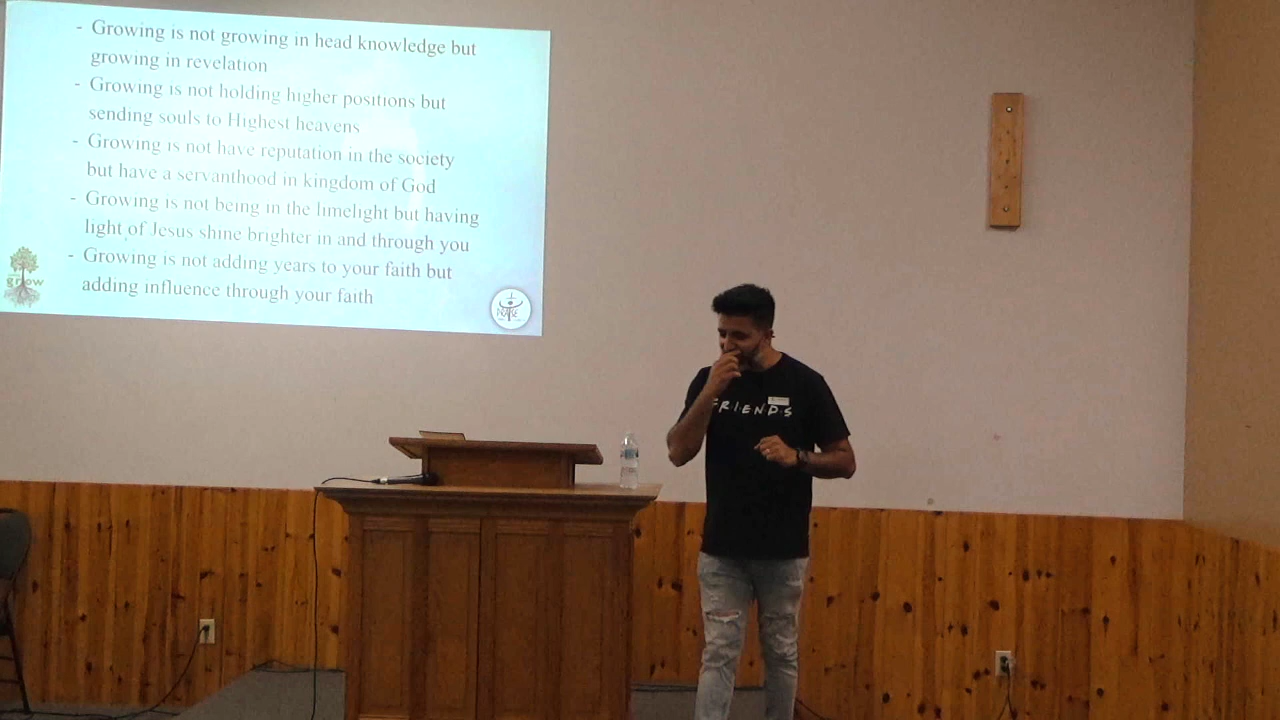 - Growing is not growing in head knowledge but
growing in revelation
- Growing is not holding higher positions but
sending souls to Highest heavens
- Growing is not have reputation in the society
but have a servanthood in kingdom of God
- Growing is not being in the limelight but having
light of Jesus shine brighter in and through you
- Growing is not adding years to your faith but
adding influence through your faith
grow
FRIENDS